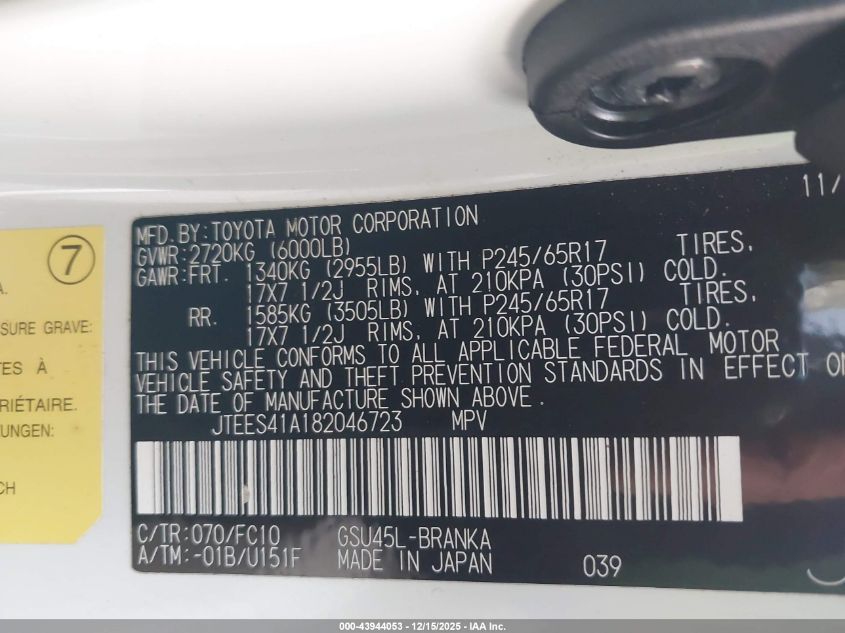 11/
MFD.BY:TOYOTA MOTOR CORPORATION
GVWR:2720KG (6000LB)
GAWR:FRT. 1340KG (2955LB) WITH P245/65R17 TIRES,
17X7 1/2J RIMS, AT 210KPA (30PSI) COLD.
RR. 1585KG (3505LB) WITH P245/65R17 TIRES,
17X7 1/2J RIMS, AT 210KPA (30PSI) COLD.
THIS VEHICLE CONFORMS TO ALL APPLICABLE FEDERAL MOTOR
VEHICLE SAFETY AND THEFT PREVENTION STANDARDS IN EFFECT ON
THE DATE OF MANUFACTURE SHOWN ABOVE.
JTEES41A182046723 MPV
C/TR:070/FC10 GSU45L-BRANKA
A/TM:-01B/U151F MADE IN JAPAN 039
7
A.
SURE GRAVE:
TES À
RIÉTAIRE.
TUNGEN:
CH
000-43944053 - 12/15/2025 - IAA Inc.